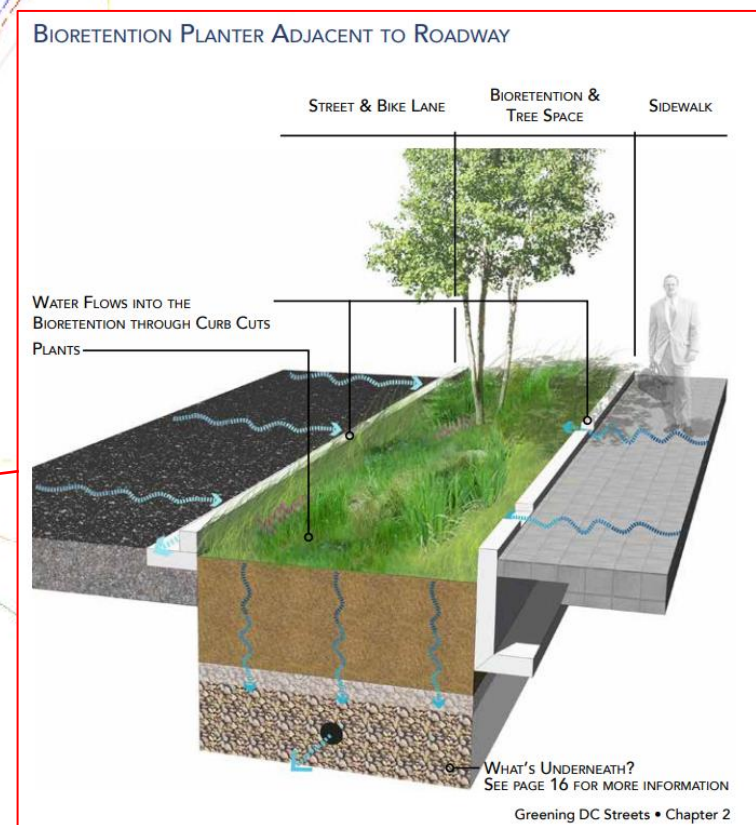 BIORETENTION PLANTER ADJACENT TO ROADWAY
STREET & BIKE LANE
BIORETENTION &
TREE SPACE
SIDEWALK
WATER FLOWS INTO THE
BIORETENTION THROUGH CURB CUTS
PLANTS
WHAT'S UNDERNEATH?
SEE PAGE 16 FOR MORE INFORMATION
Greening DC Streets • Chapter 2